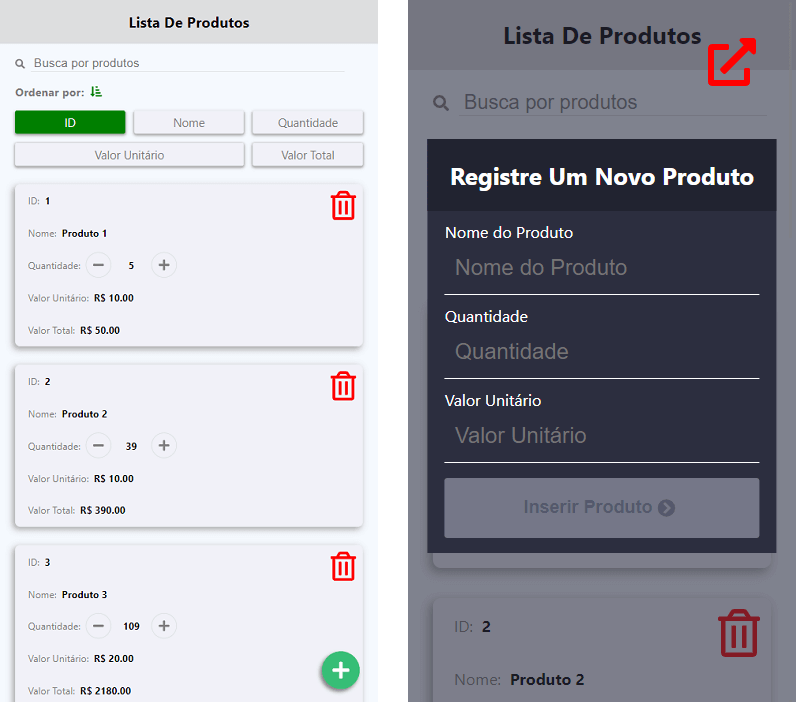 Lista De Produtos
Busca por produtos
Ordenar por:
ID Nome Quantidade
Valor Unitário Valor Total
ID: 1
Nome: Produto 1
Quantidade: 5
Valor Unitário: R$ 10.00
Valor Total: R$ 50.00
ID: 2
Nome: Produto 2
Quantidade: 39
Valor Unitário: R$ 10.00
Valor Total: R$ 390.00
ID: 3
Nome: Produto 3
Quantidade: 109
Valor Unitário: R$ 20.00
Valor Total: R$ 2180.00
Lista De Produtos
Busca por produtos
Registre Um Novo Produto
Nome do Produto
Nome do Produto
Quantidade
Quantidade
Valor Unitário
Valor Unitário
Inserir Produto
ID: 2
Nome: Produto 2